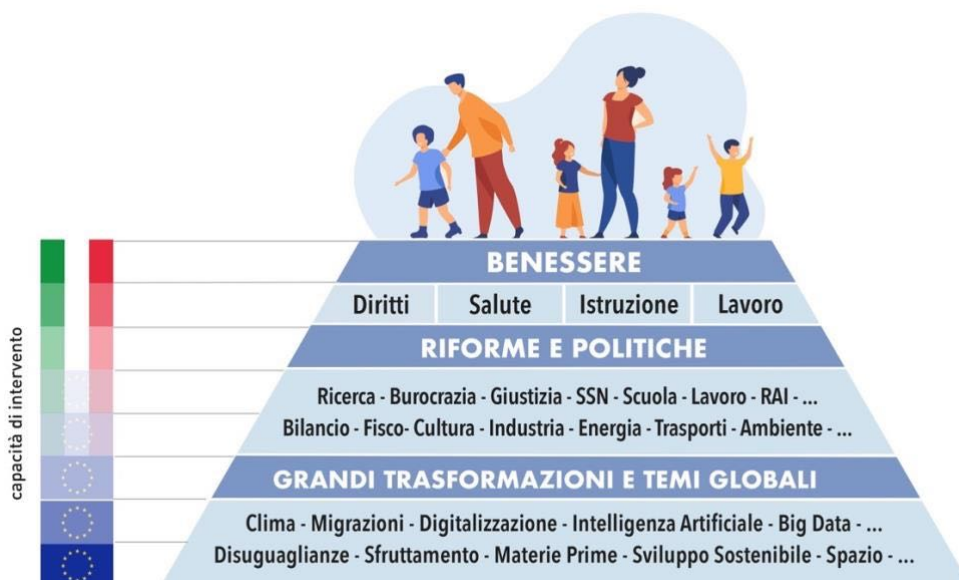 BENESSERE
Diritti Salute Istruzione Lavoro
RIFORME E POLITICHE
Ricerca - Burocrazia - Giustizia - SSN - Scuola - Lavoro - RAI - ...
Bilancio - Fisco- Cultura - Industria - Energia - Trasporti - Ambiente - ...
GRANDI TRASFORMAZIONI E TEMI GLOBALI
Clima - Migrazioni - Digitalizzazione - Intelligenza Artificiale - Big Data - ...
Disuguaglianze - Sfruttamento - Materie Prime - Sviluppo Sostenibile - Spazio - ...
capacità di intervento